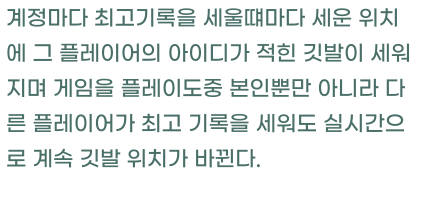 계정마다 최고기록을 세울떄마다 세운 위치
에 그 플레이어의 아이디가 적힌 깃발이 세워
지며 게임을 플레이도중 본인뿐만 아니라 다
른 플레이어가 최고 기록을 세워도 실시간으
로 계속 깃발 위치가 바뀐다.